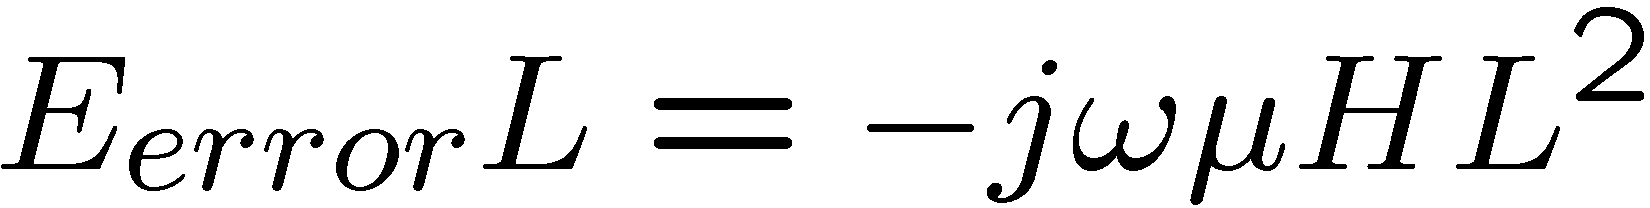 E_{error}L = -jωμHL^2